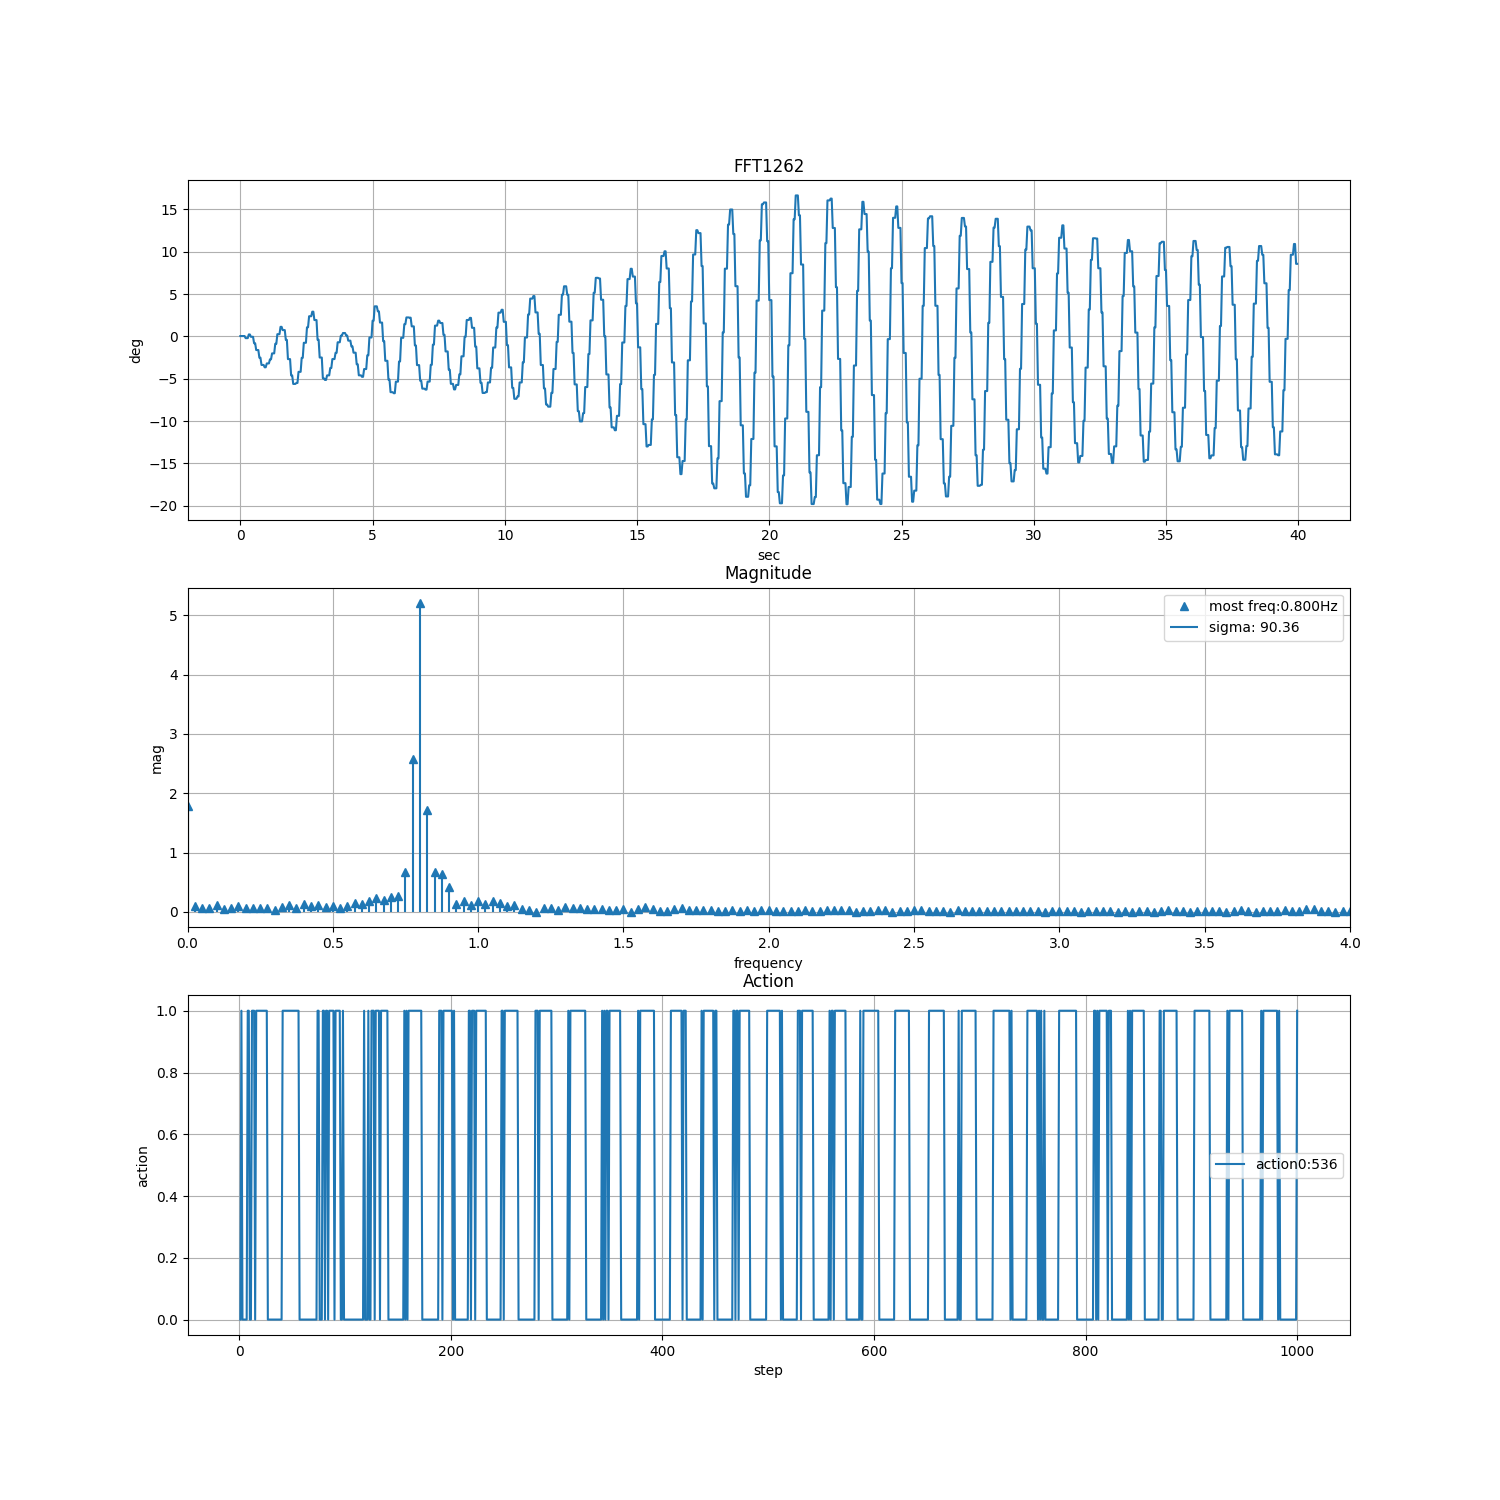 FFT1262
15
10
5
0
−5
−10
−15
−20
deg
0 5 10 15 20 25 30 35 40
sec
Magnitude
most freq:0.800Hz
sigma: 90.36
5
4
3
2
1
0
mag
0.0 0.5 1.0 1.5 2.0 2.5 3.0 3.5 4.0
frequency
Action
1.0
0.8
0.6
0.4
0.2
0.0
action
action0:536
0 200 400 600 800 1000
step